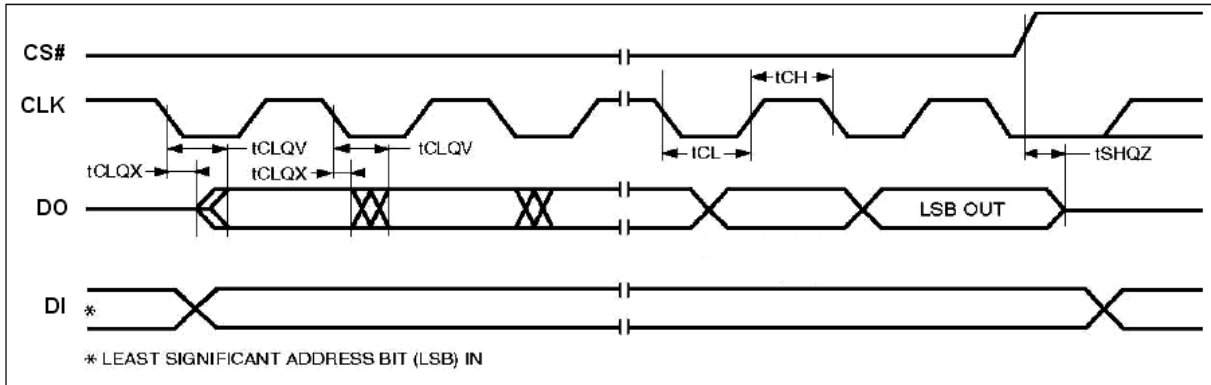 CS#
tCH
CLK
tCLQV
tCLQV
tCL
tSHQZ
tCLQX
tCLQX
DO
LSB OUT
DI
*
* LEAST SIGNIFICANT ADDRESS BIT (LSB) IN